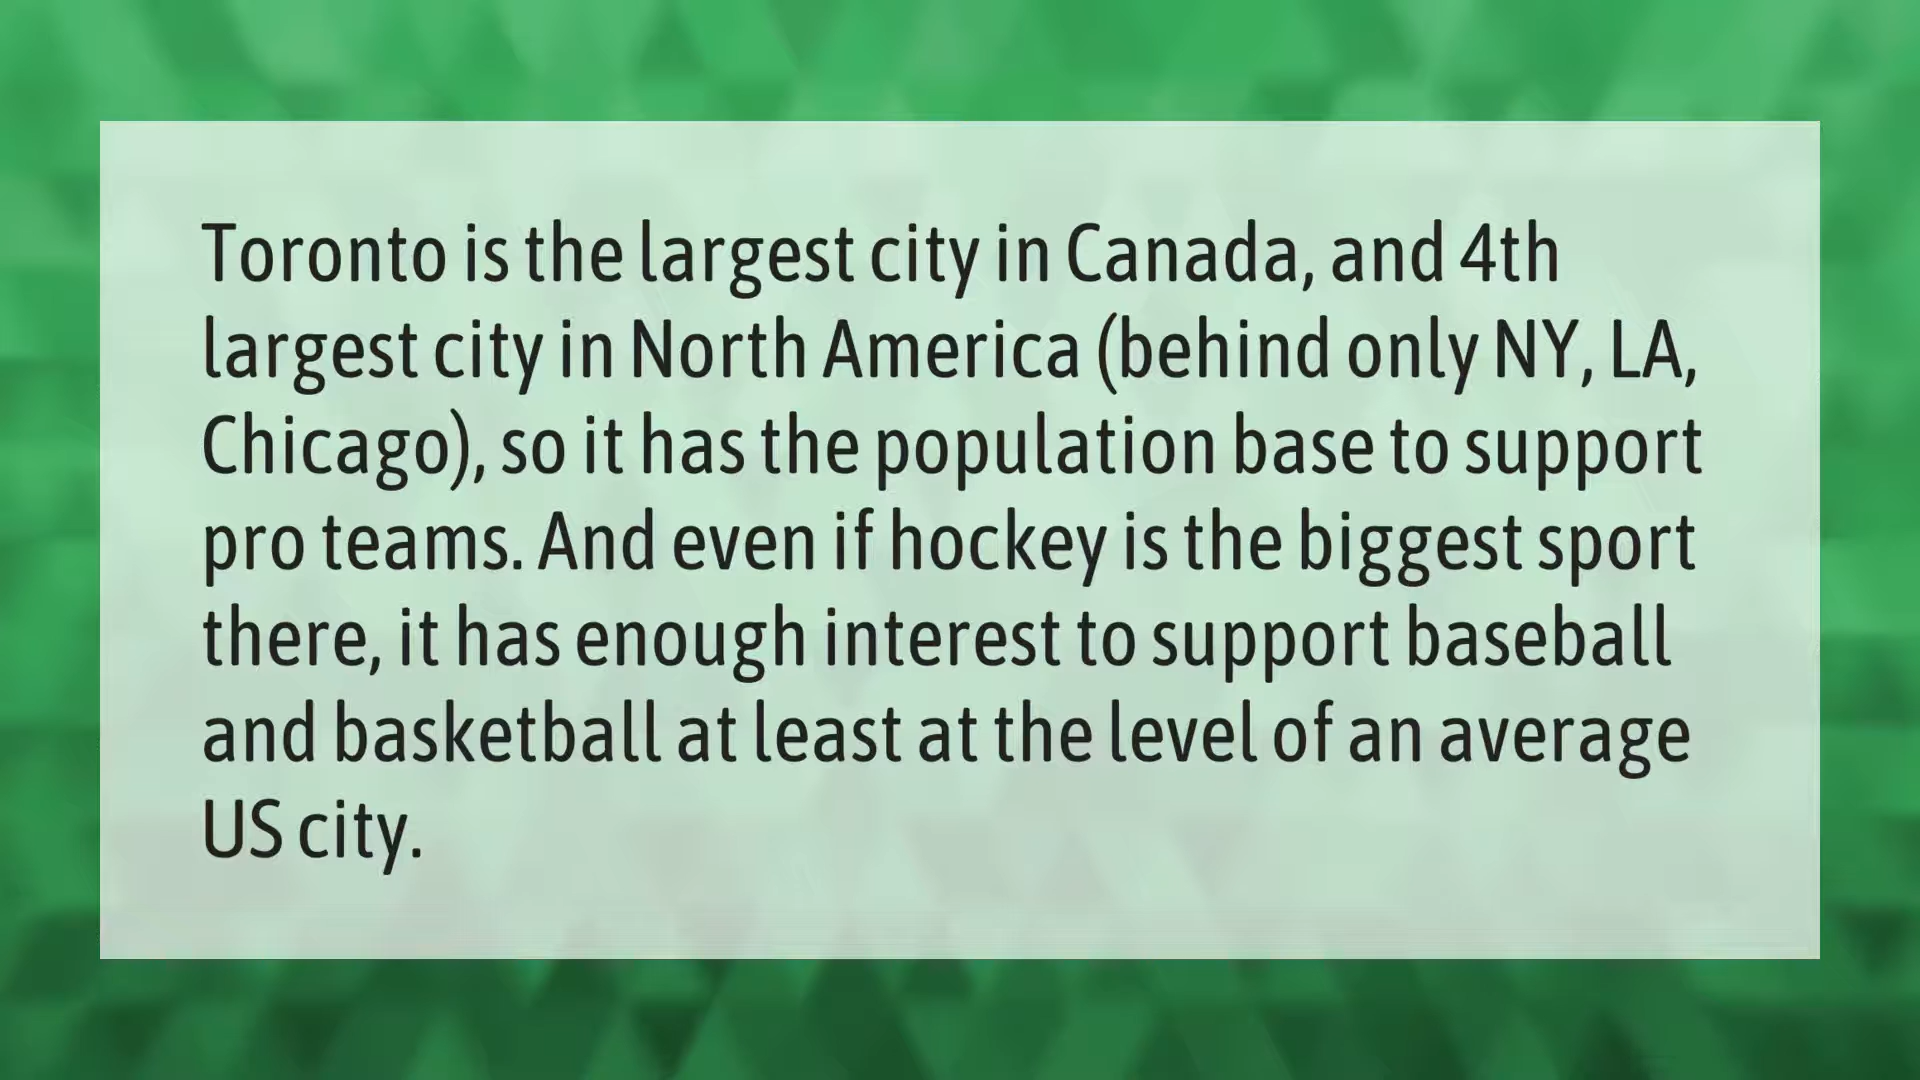 Toronto is the largest city in Canada, and 4th
largest city in North America (behind only NY, LA,
Chicago), so it has the population base to support
pro teams. And even if hockey is the biggest sport
there, it has enough interest to support baseball
and basketball at least at the level of an average
US city.